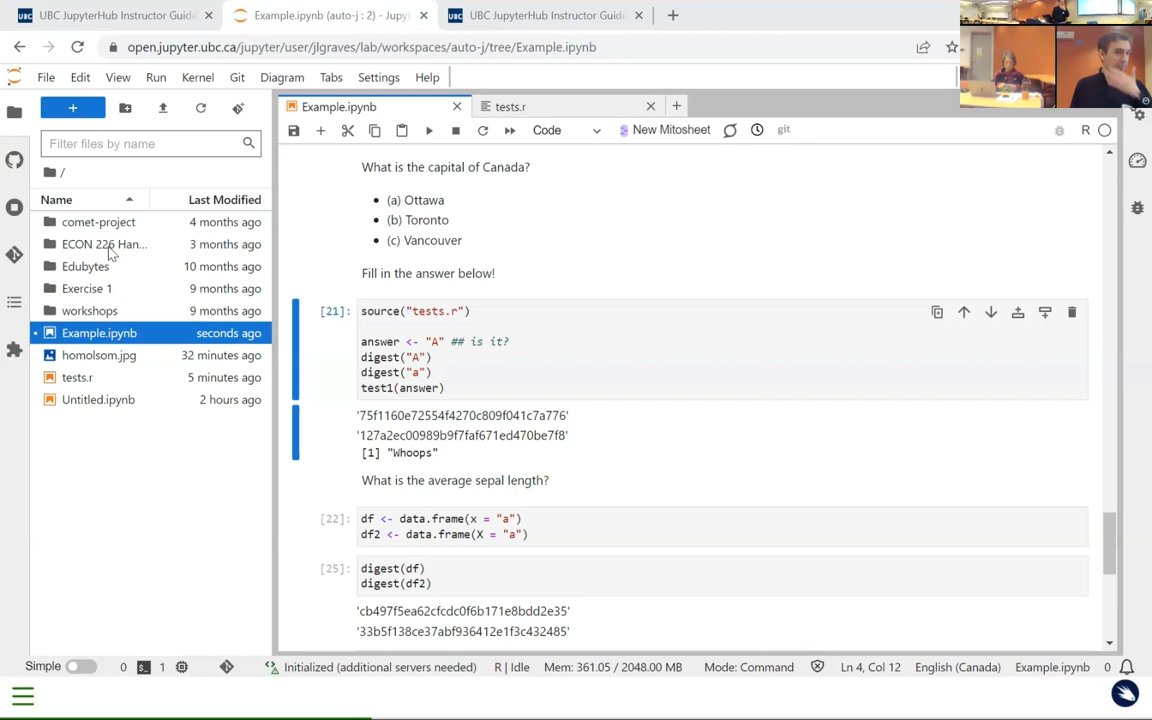 UBC JupyterHub Instructor Guide
Example.ipynb (auto-j : 2) - Jupyt
UBC JupyterHub Instructor Guide
open.jupyter.ubc.ca/jupyter/user/jlgraves/lab/workspaces/auto-j/tree/Example.ipynb
File Edit View Run Kernel Git Diagram Tabs Settings Help
Example.ipynb
tests.r
Code
New Mitosheet
git
R
Filter files by name
/
Name Last Modified
comet-project 4 months ago
ECON 226 Han... 3 months ago
Edubytes 10 months ago
Exercise 1 9 months ago
workshops 9 months ago
Example.ipynb seconds ago
homolsom.jpg 32 minutes ago
tests.r 5 minutes ago
Untitled.ipynb 2 hours ago
What is the capital of Canada?
(a) Ottawa
(b) Toronto
(c) Vancouver
Fill in the answer below!
[21]: source("tests.r")
answer <- "A" ## is it?
digest("A")
digest("a")
test1(answer)
'75f1160e72554f4270c809f041c7a776'
'127a2ec00989b9f7faf671ed470be7f8'
[1] "Whoops"
What is the average sepal length?
[22]: df <- data.frame(x = "a")
df2 <- data.frame(X = "a")
[25]: digest(df)
digest(df2)
'cb497f5ea62cfcdc0f6b171e8bdd2e35'
'33b5f138ce37abf936412e1f3c432485'
Simple 0 1 Initialized (additional servers needed) R | Idle Mem: 361.05 / 2048.00 MB Mode: Command Ln 4, Col 12 English (Canada) Example.ipynb 0